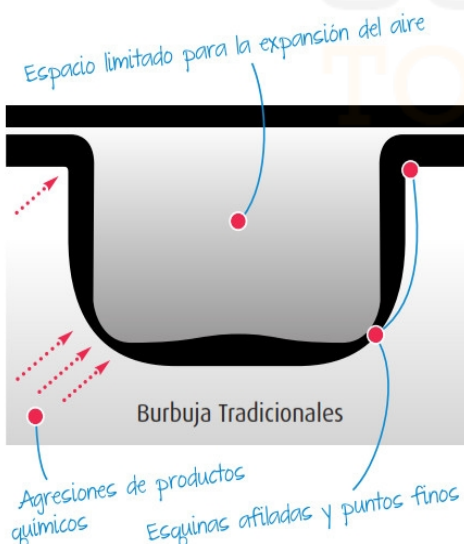 Espacio limitado para la expansión del aire
Burbuja Tradicionales
Agresiones de productos
químicos
Esquinas afiladas y puntos finos